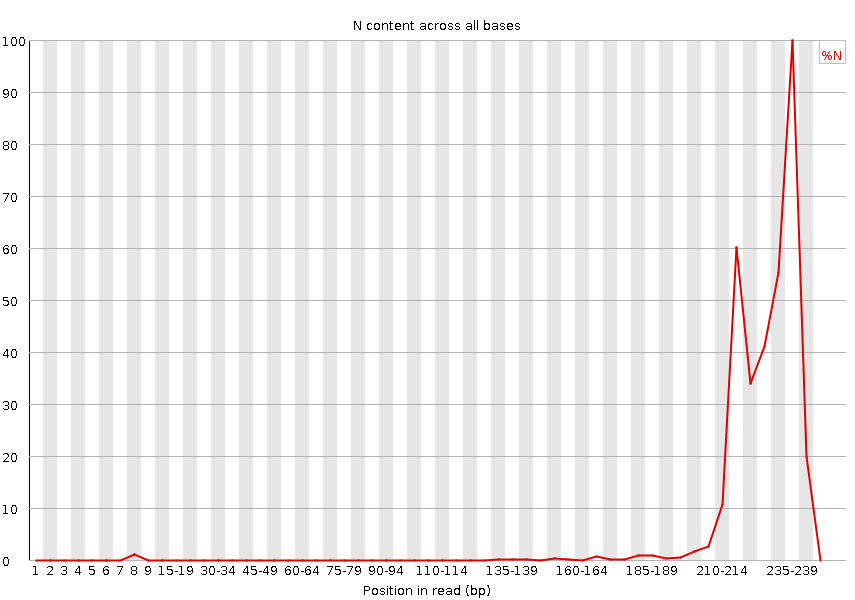 N content across all bases
%N
100
90
80
70
60
50
40
30
20
10
0
1 2 3 4 5 6 7 8 9 15-19 30-34 45-49 60-64 75-79 90-94 110-114 135-139 160-164 185-189 210-214 235-239
Position in read (bp)